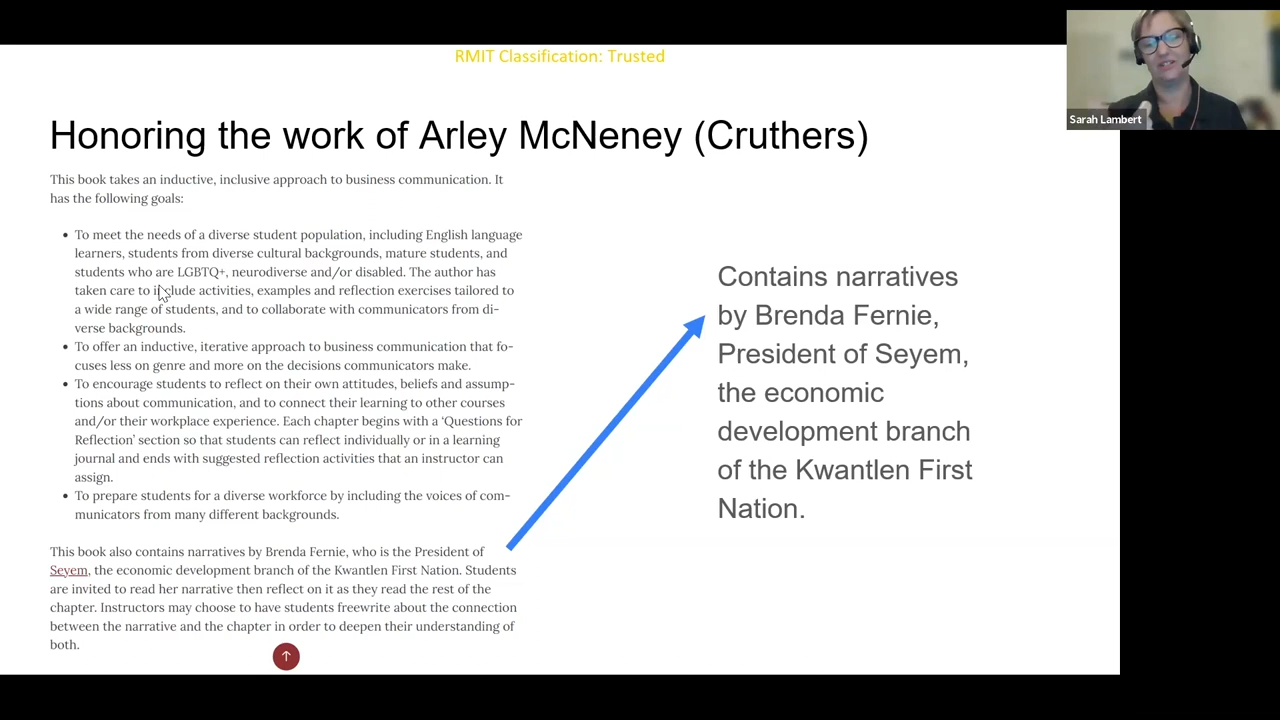 RMIT Classification: Trusted
Sarah Lambert
Honoring the work of Arley McNeney (Cruthers)
This book takes an inductive, inclusive approach to business communication. It
has the following goals:
• To meet the needs of a diverse student population, including English language
learners, students from diverse cultural backgrounds, mature students, and
students who are LGBTQ+, neurodiverse and/or disabled. The author has
taken care to include activities, examples and reflection exercises tailored to
a wide range of students, and to collaborate with communicators from di-
verse backgrounds.
• To offer an inductive, iterative approach to business communication that fo-
cuses less on genre and more on the decisions communicators make.
• To encourage students to reflect on their own attitudes, beliefs and assump-
tions about communication, and to connect their learning to other courses
and/or their workplace experience. Each chapter begins with a ‘Questions for
Reflection’ section so that students can reflect individually or in a learning
journal and ends with suggested reflection activities that an instructor can
assign.
• To prepare students for a diverse workforce by including the voices of com-
municators from many different backgrounds.
This book also contains narratives by Brenda Fernie, who is the President of
Seyem, the economic development branch of the Kwantlen First Nation. Students
are invited to read her narrative then reflect on it as they read the rest of the
chapter. Instructors may choose to have students freewrite about the connection
between the narrative and the chapter in order to deepen their understanding of
both.
Contains narratives
by Brenda Fernie,
President of Seyem,
the economic
development branch
of the Kwantlen First
Nation.